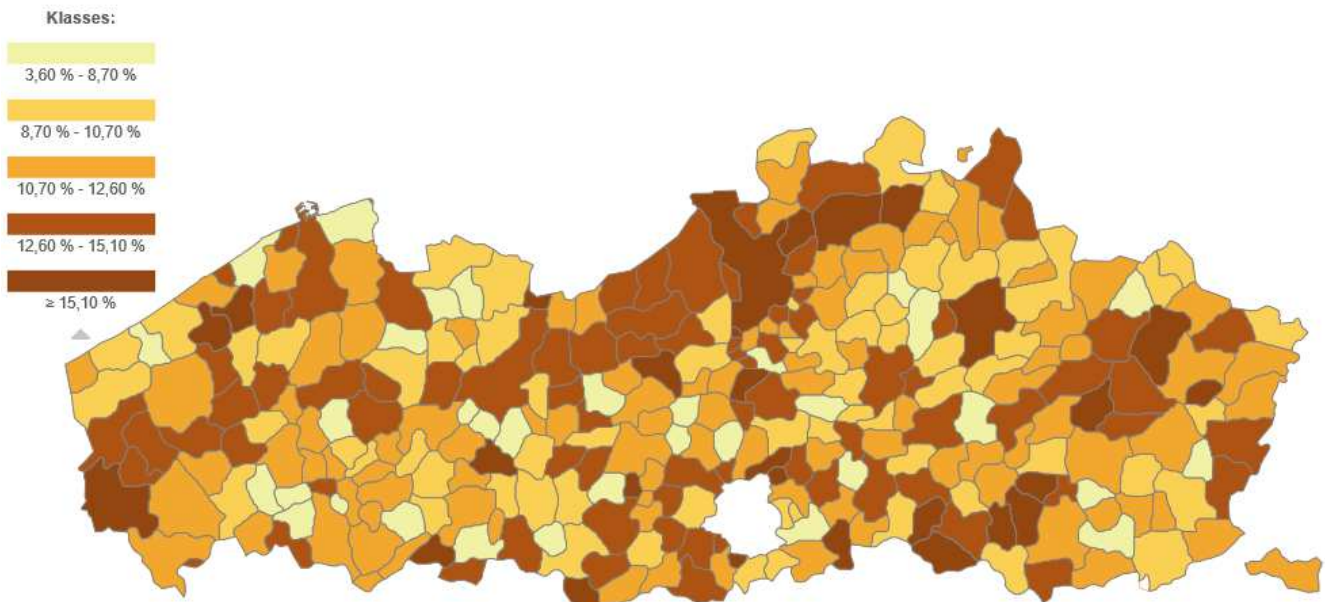 Klasses:
3,60 % - 8,70 %
8,70 % - 10,70 %
10,70 % - 12,60 %
12,60 % - 15,10 %
≥ 15,10 %